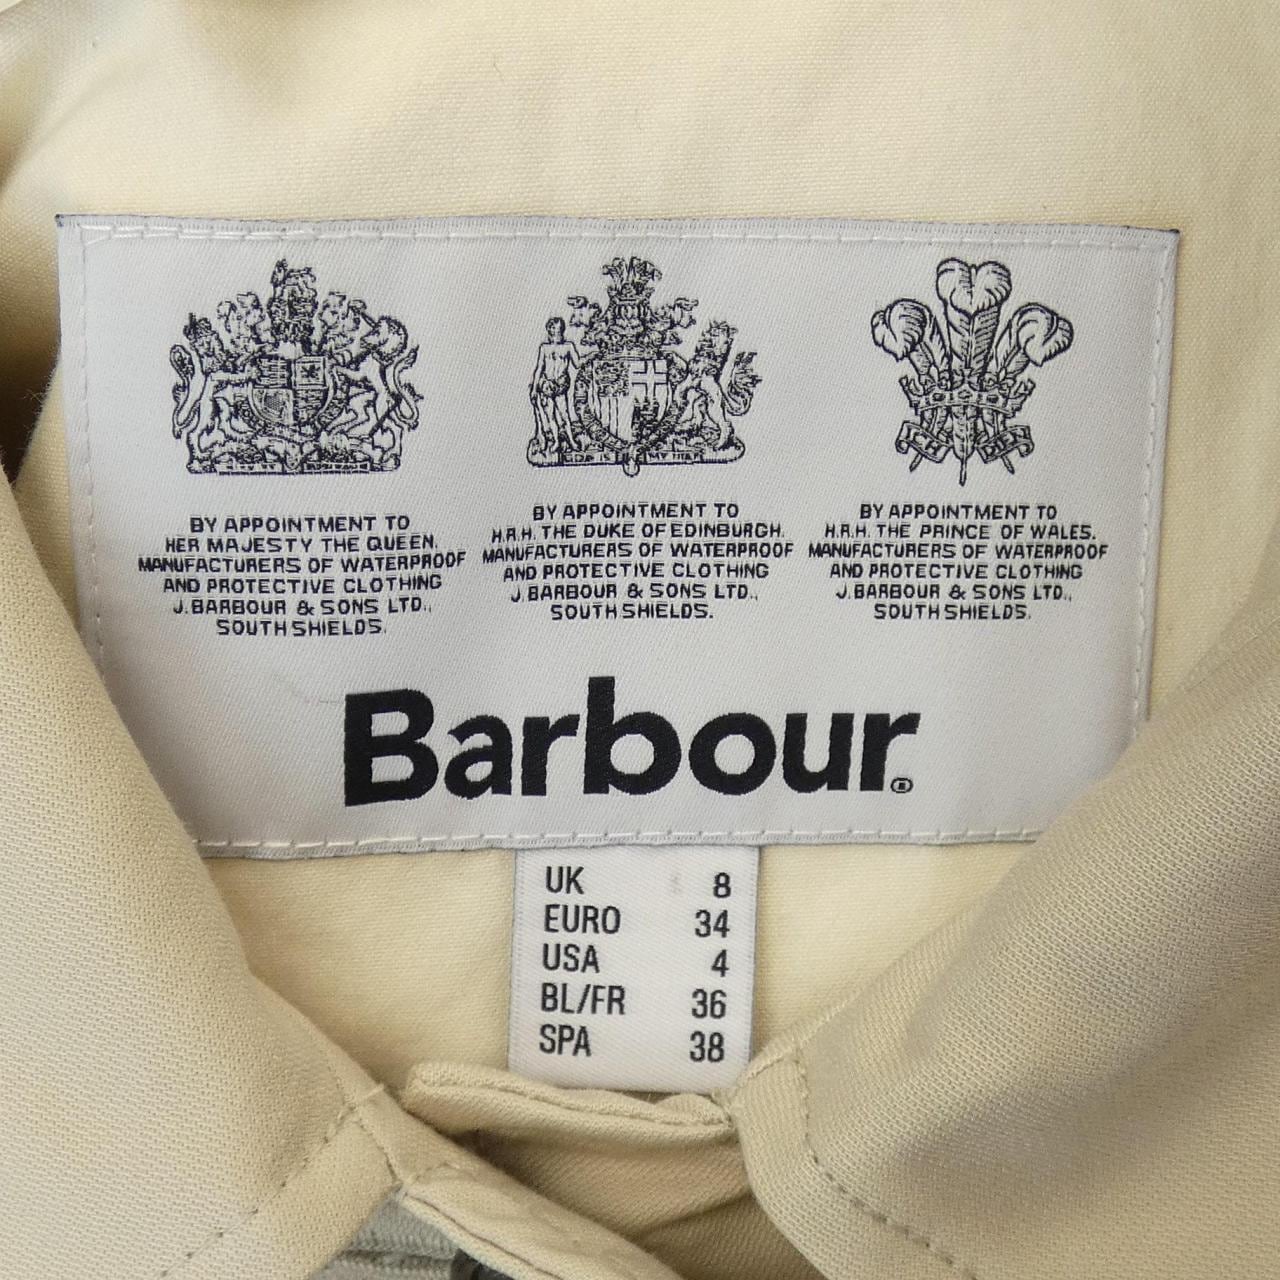 BY APPOINTMENT TO
HER MAJESTY THE QUEEN.
MANUFACTURERS OF WATERPROOF
AND PROTECTIVE CLOTHING
J. BARBOUR & SONS LTD.,
SOUTH SHIELDS.
BY APPOINTMENT TO
H.R.H. THE DUKE OF EDINBURGH.
MANUFACTURERS OF WATERPROOF
AND PROTECTIVE CLOTHING
J. BARBOUR & SONS LTD.,
SOUTH SHIELDS.
BY APPOINTMENT TO
H.R.H. THE PRINCE OF WALES.
MANUFACTURERS OF WATERPROOF
AND PROTECTIVE CLOTHING
J. BARBOUR & SONS LTD.,
SOUTH SHIELDS.
Barbour®
UK 8
EURO 34
USA 4
BL/FR 36
SPA 38